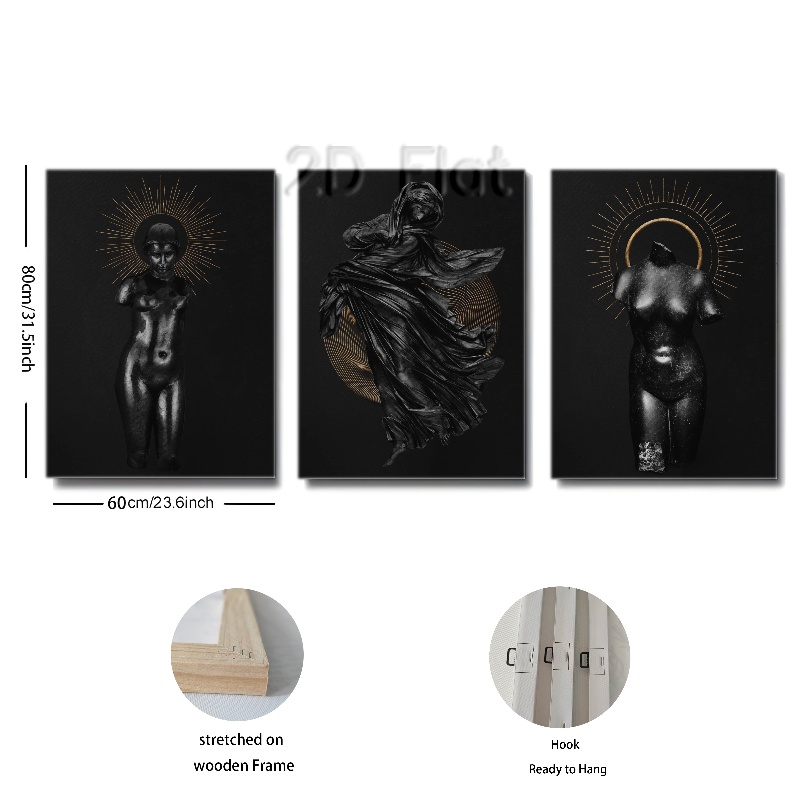 2D Flat
80cm/31.5inch
60cm/23.6inch
stretched on
wooden Frame
Hook
Ready to Hang